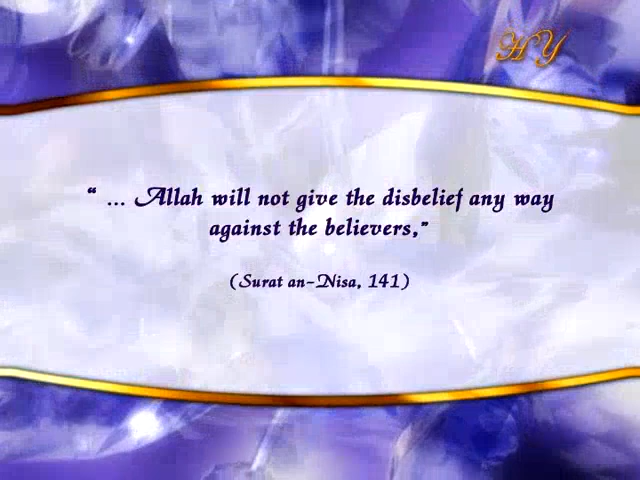 HY
“ ... Allah will not give the disbelief any way
against the believers,”
(Surat an-Nisa, 141)